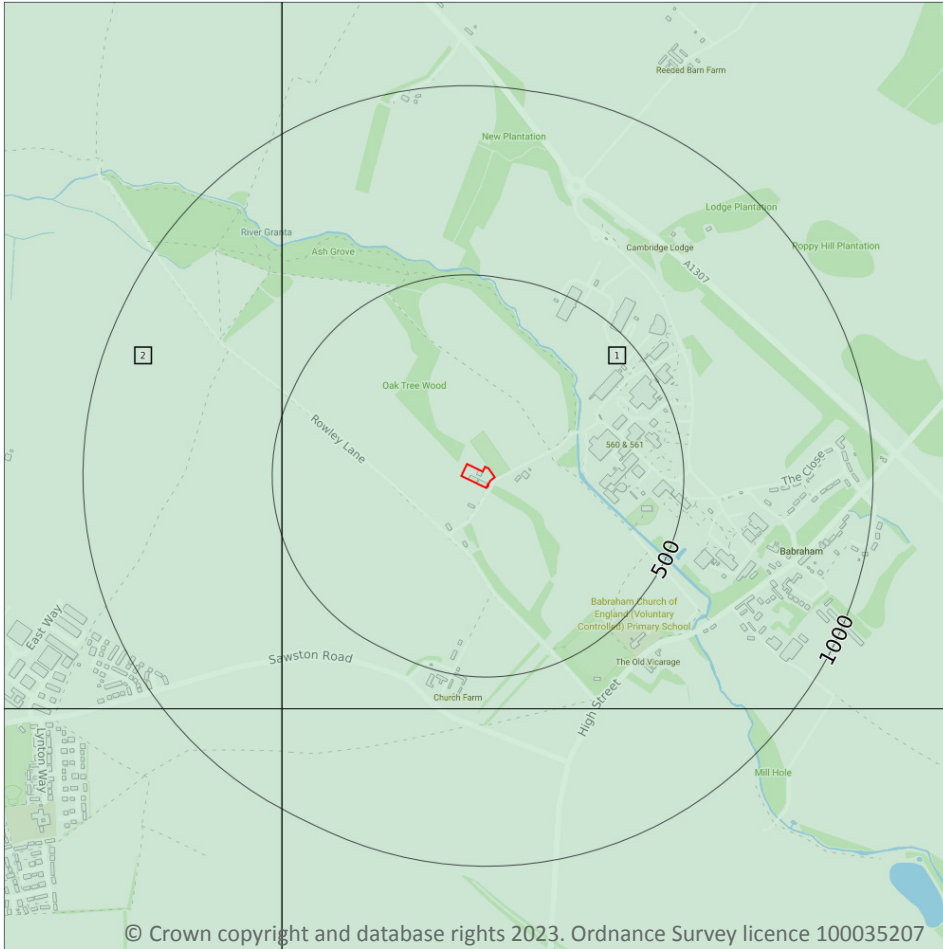 Reeded Barn Farm
New Plantation
Lodge Plantation
River Granta
Ash Grove
Cambridge Lodge
Poppy Hill Plantation
A1307
2
1
Oak Tree Wood
Rowley Lane
560 & 561
The Close
Babraham
500
Babraham Church of
England (Voluntary
Controlled) Primary School
1000
East Way
Sawston Road
The Old Vicarage
Church Farm
High Street
Lynton Way
Mill Hole
© Crown copyright and database rights 2023. Ordnance Survey licence 100035207